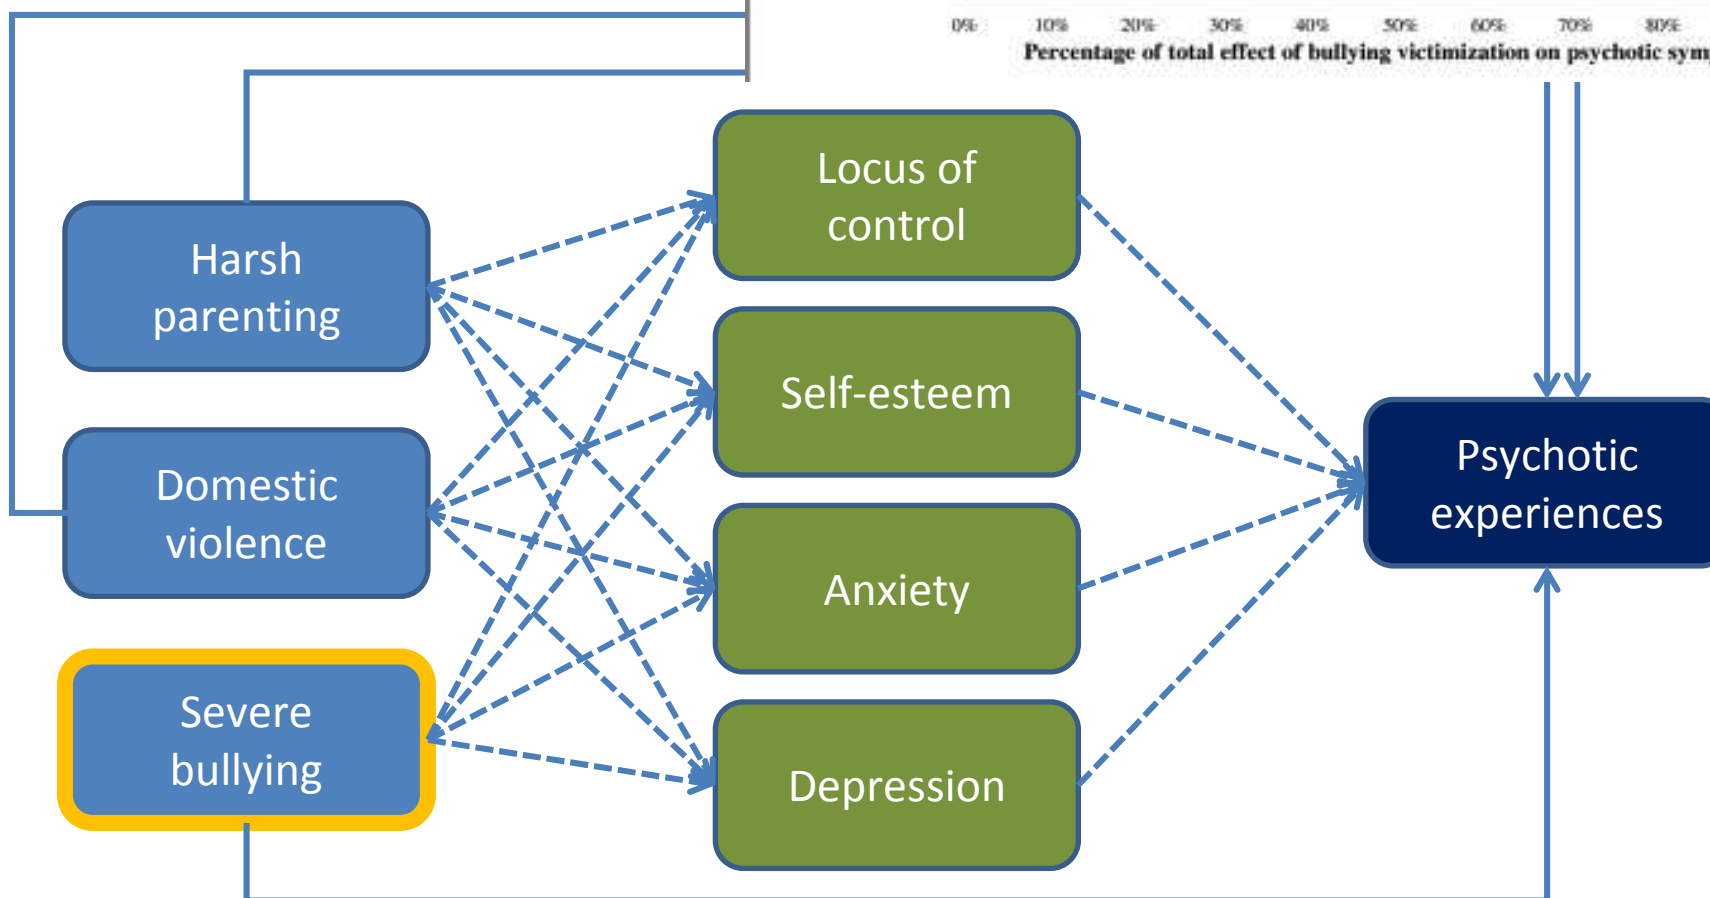 0% 10% 20% 30% 40% 50% 60% 70% 80%
Percentage of total effect of bullying victimization on psychotic sym
Locus of
control
Harsh
parenting
Self-esteem
Psychotic
experiences
Domestic
violence
Anxiety
Severe
bullying
Depression